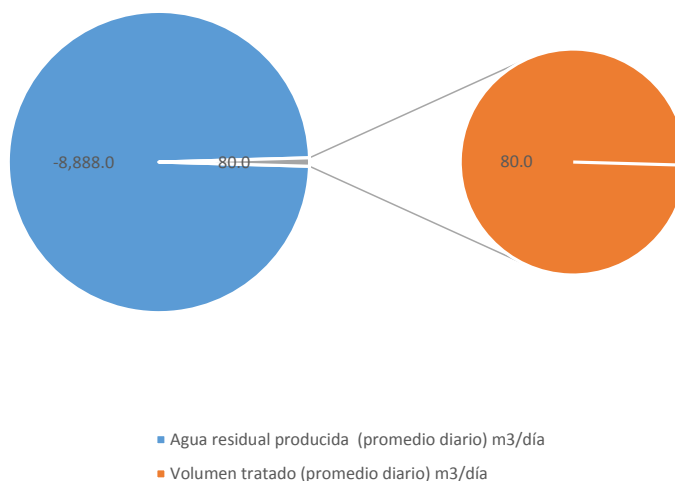 -8,888.0
80.0
80.0
Agua residual producida (promedio diario) m3/día
Volumen tratado (promedio diario) m3/día